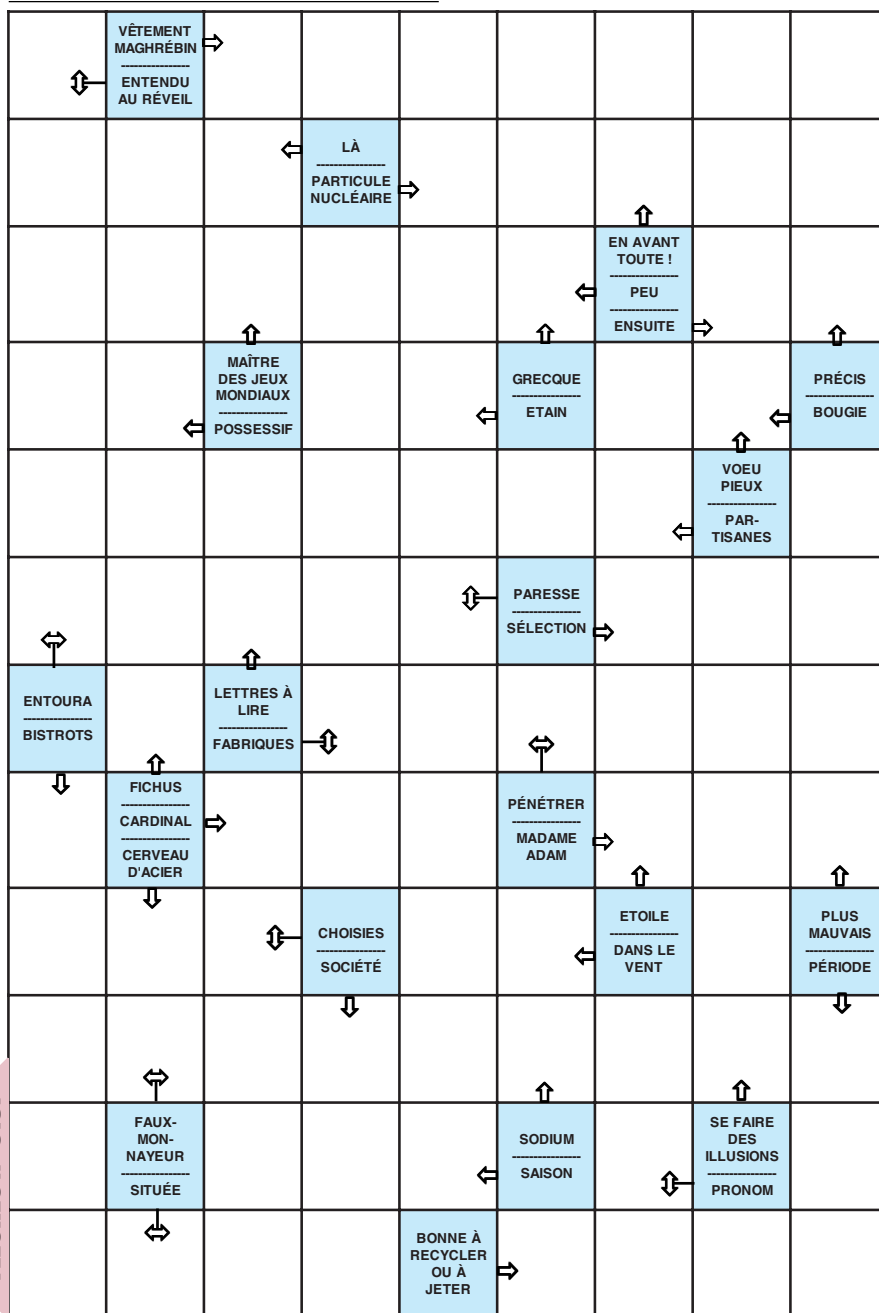 VÊTEMENT
MAGHRÉBIN
----------------
ENTENDU
AU RÉVEIL
LÀ
----------------
PARTICULE
NUCLÉAIRE
EN AVANT
TOUTE !
----------------
PEU
----------------
ENSUITE
MAÎTRE
DES JEUX
MONDIAUX
----------------
POSSESSIF
GRECQUE
----------------
ETAIN
PRÉCIS
----------------
BOUGIE
VOEU
PIEUX
----------------
PAR-
TISANES
PARESSE
----------------
SÉLECTION
ENTOURA
----------------
BISTROTS
LETTRES À
LIRE
----------------
FABRIQUES
FICHUS
----------------
CARDINAL
----------------
CERVEAU
D'ACIER
PÉNÉTRER
----------------
MADAME
ADAM
CHOISIES
----------------
SOCIÉTÉ
ETOILE
----------------
DANS LE
VENT
PLUS
MAUVAIS
----------------
PÉRIODE
FAUX-
MON-
NAYEUR
----------------
SITUÉE
SODIUM
----------------
SAISON
SE FAIRE
DES
ILLUSIONS
----------------
PRONOM
BONNE À
RECYCLER
OU À
JETER